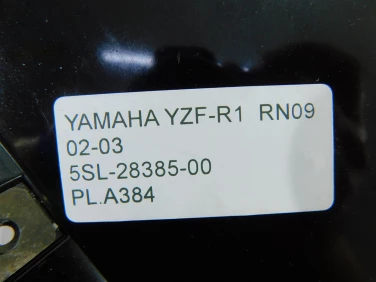 YAMAHA YZF-R1 RN09
02-03
5SL-28385-00
PL.A384